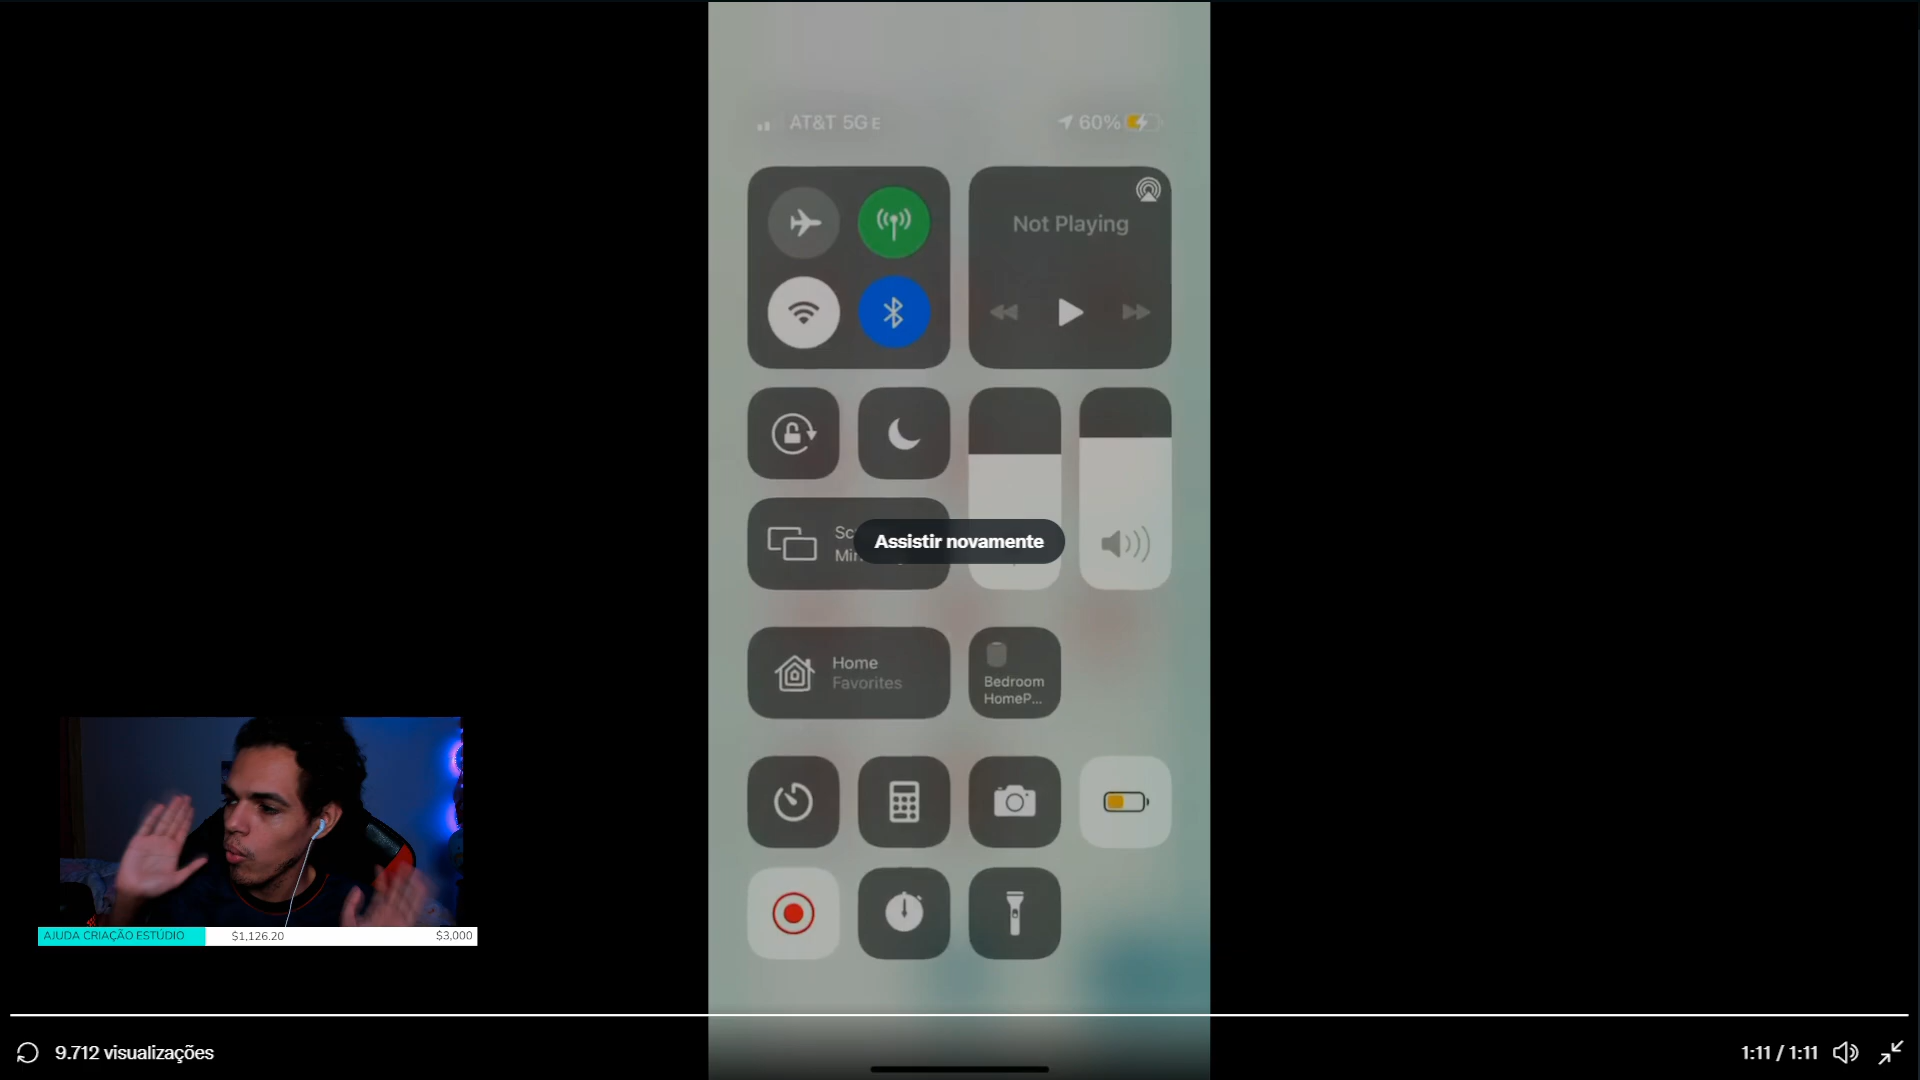 AT&T 5GE
60%
Not Playing
Assistir novamente
Home
Favorites
Bedroom
HomeP...
AJUDA CRIAÇÃO ESTÚDIO $1,126.20 $3,000
9.712 visualizações
1:11 / 1:11